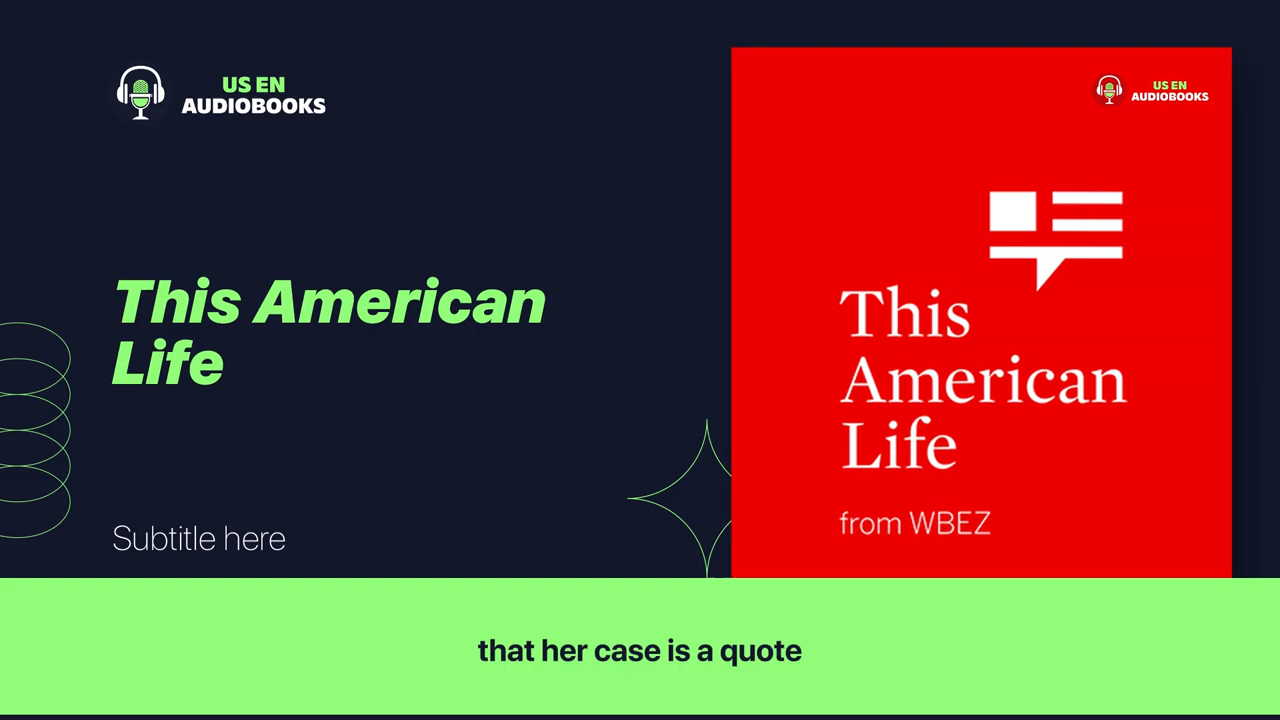 US EN
AUDIOBOOKS
This American
Life
Subtitle here
US EN
AUDIOBOOKS
This
American
Life
from WBEZ
that her case is a quote